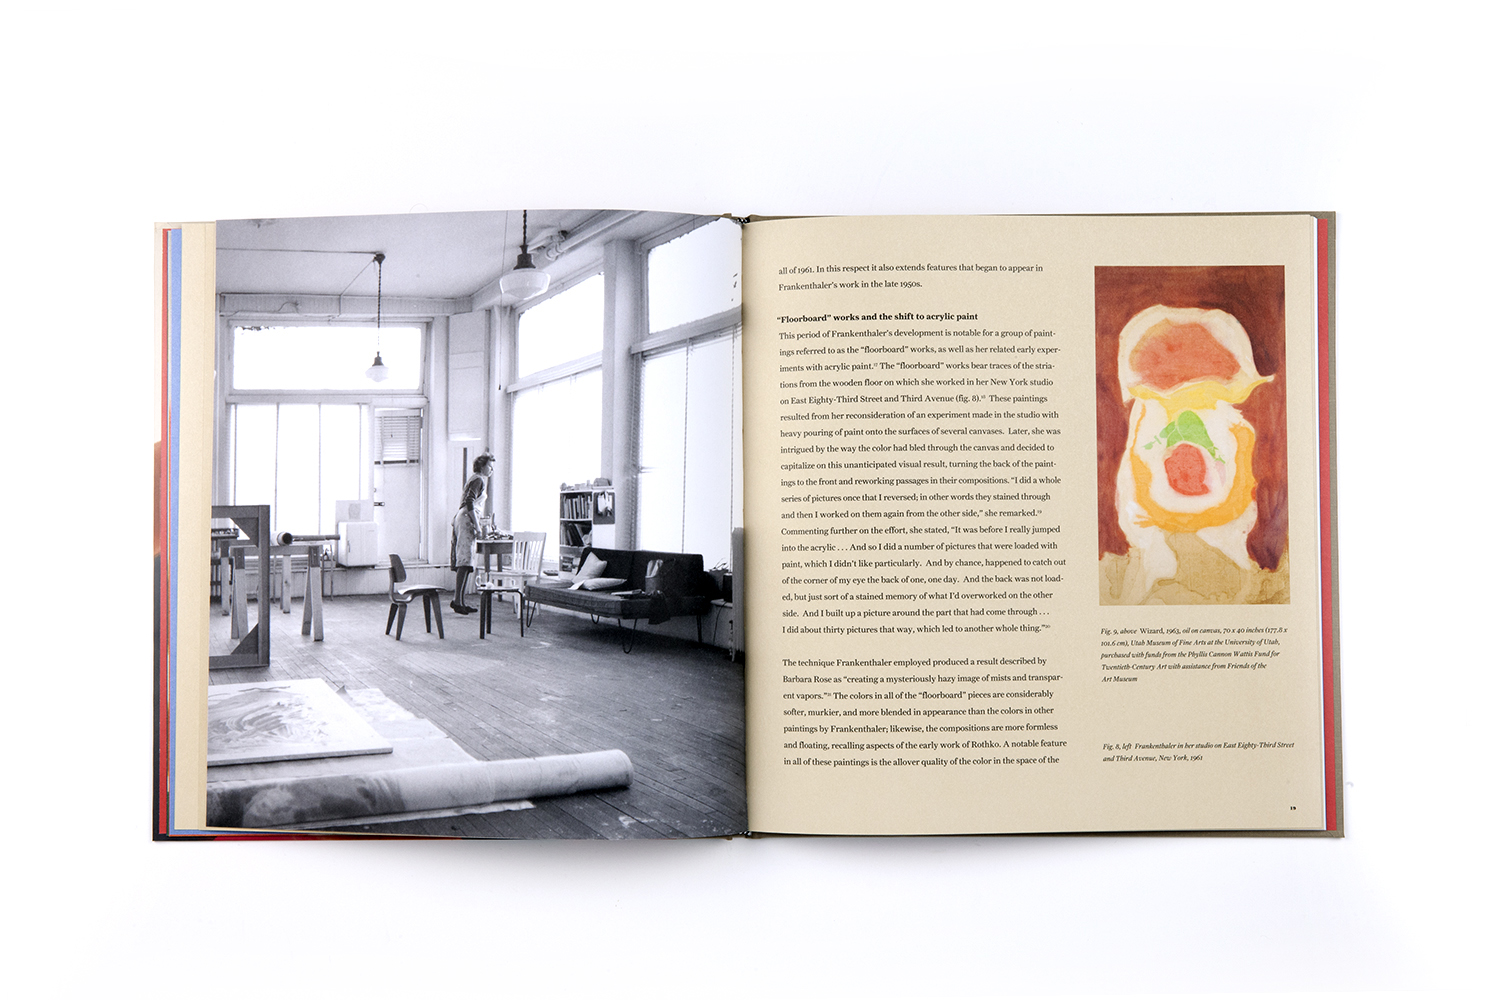 all of 1961. In this respect it also extends features that began to appear in
Frankenthaler's work in the late 1950s.
"Floorboard" works and the shift to acrylic paint
This period of Frankenthaler's development is notable for a group of paint-
ings referred to as the "floorboard" works, as well as her related early exper-
iments with acrylic paint.¹⁷ The "floorboard" works bear traces of the stria-
tions from the wooden floor on which she worked in her New York studio
on East Eighty-Third Street and Third Avenue (fig. 8).¹⁸ These paintings
resulted from her reconsideration of an experiment made in the studio with
heavy pouring of paint onto the surfaces of several canvases. Later, she was
intrigued by the way the color had bled through the canvas and decided to
capitalize on this unanticipated visual result, turning the back of the paint-
ings to the front and reworking passages in their compositions. "I did a whole
series of pictures once that I reversed; in other words they stained through
and then I worked on them again from the other side," she remarked.¹⁹
Commenting further on the effort, she stated, "It was before I really jumped
into the acrylic . . . And so I did a number of pictures that were loaded with
paint, which I didn't like particularly. And by chance, happened to catch out
of the corner of my eye the back of one, one day. And the back was not load-
ed, but just sort of a stained memory of what I'd overworked on the other
side. And I built up a picture around the part that had come through . . .
I did about thirty pictures that way, which led to another whole thing."²⁰
The technique Frankenthaler employed produced a result described by
Barbara Rose as "creating a mysteriously hazy image of mists and transpar-
ent vapors."²¹ The colors in all of the "floorboard" pieces are considerably
softer, murkier, and more blended in appearance than the colors in other
paintings by Frankenthaler; likewise, the compositions are more formless
and floating, recalling aspects of the early work of Rothko. A notable feature
in all of these paintings is the allover quality of the color in the space of the
Fig. 9, above Wizard, 1963, oil on canvas, 70 x 40 inches (177.8 x
101.6 cm), Utah Museum of Fine Arts at the University of Utah,
purchased with funds from the Phyllis Cannon Wattis Fund for
Twentieth-Century Art with assistance from Friends of the
Art Museum
Fig. 8, left Frankenthaler in her studio on East Eighty-Third Street
and Third Avenue, New York, 1961
19